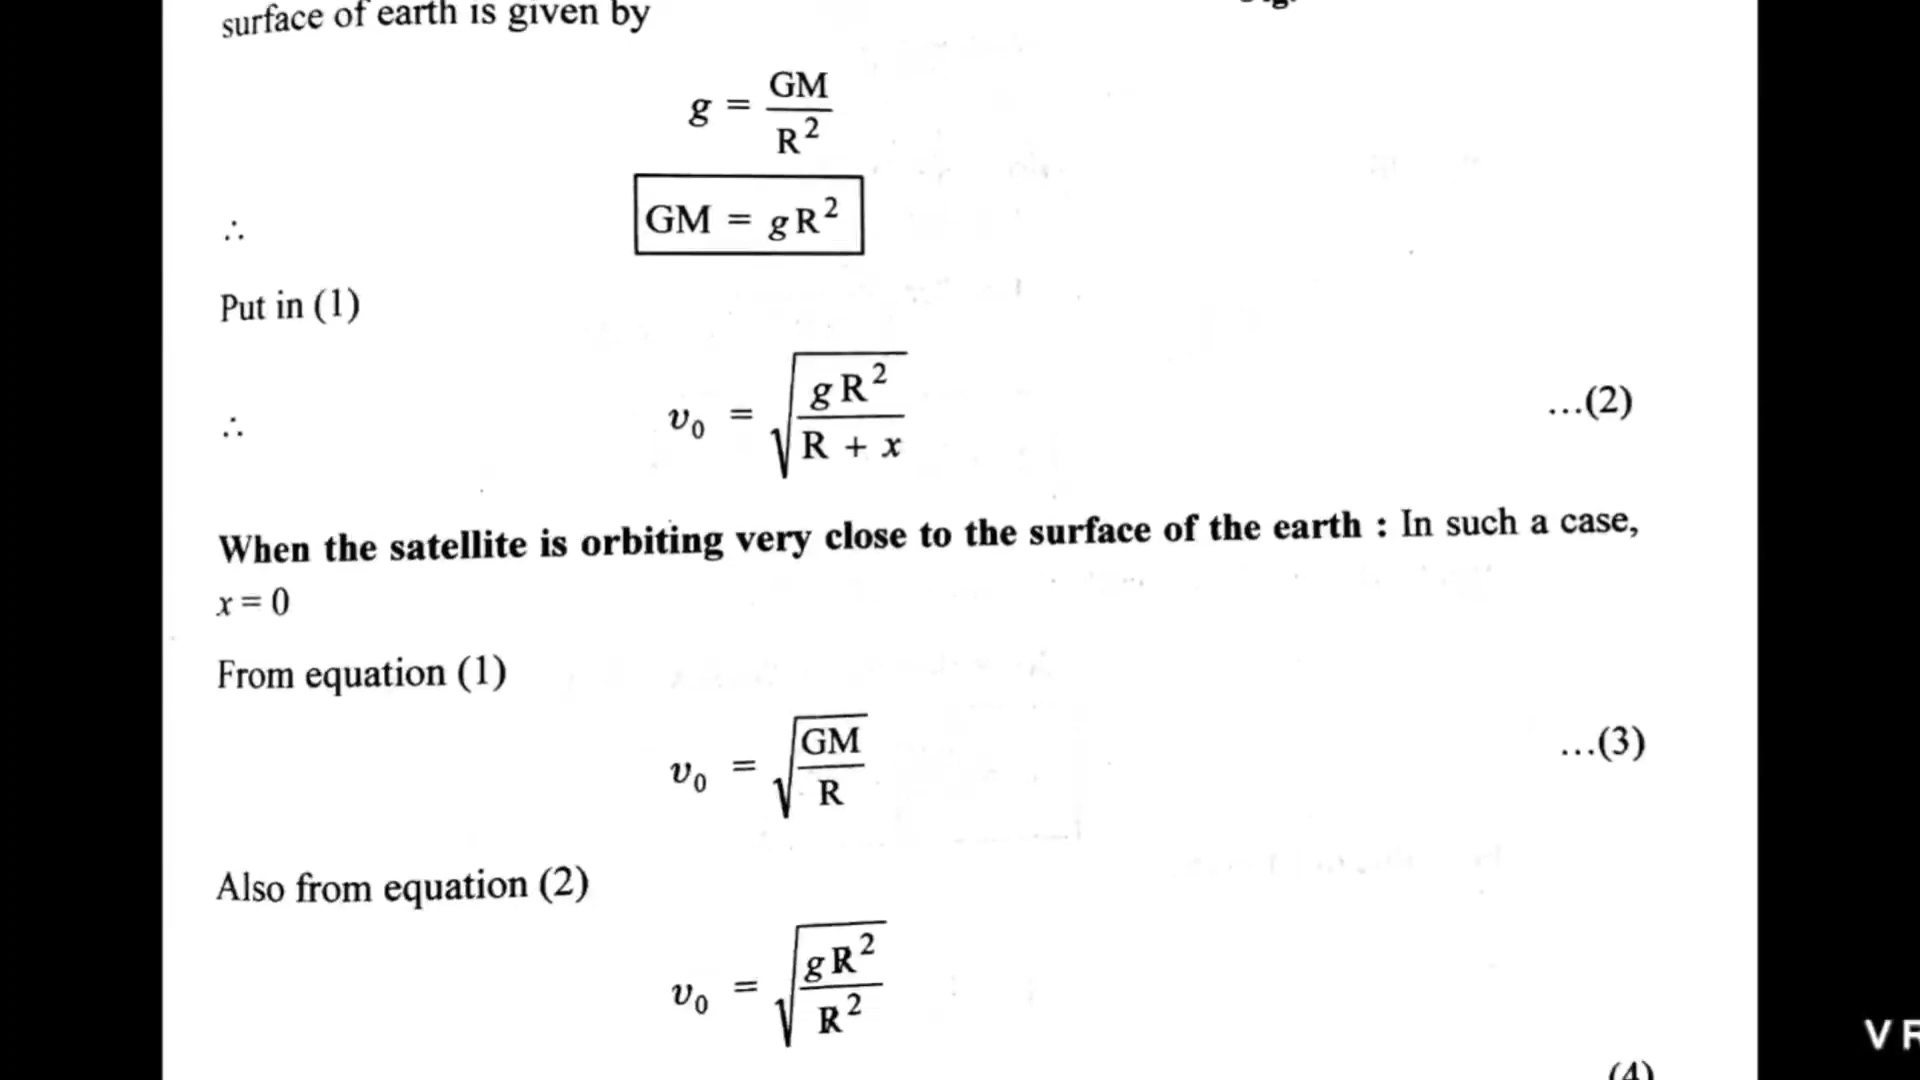 surface of earth is given by
g = GM / R²
∴ GM = gR²
Put in (1)
∴ v₀ = √(gR² / (R + x)) ...(2)
When the satellite is orbiting very close to the surface of the earth : In such a case,
x = 0
From equation (1)
v₀ = √(GM / R) ...(3)
Also from equation (2)
v₀ = √(gR² / R²)
(4)